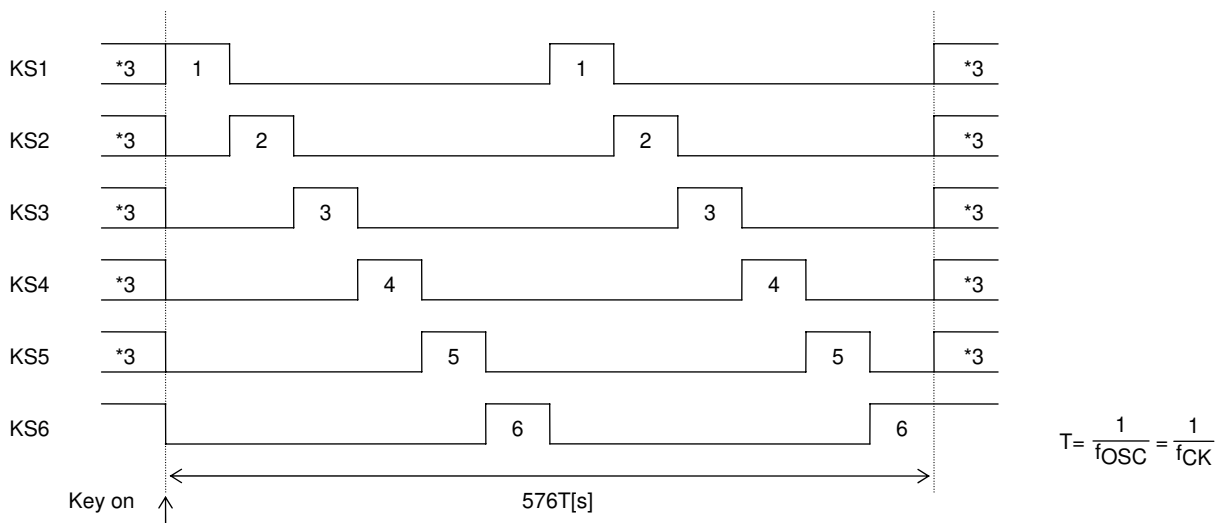 KS1 *3 1 1 *3
KS2 *3 2 2 *3
KS3 *3 3 3 *3
KS4 *3 4 4 *3
KS5 *3 5 5 *3
KS6 6 6
T= 1/fOSC = 1/fCK
Key on 576T[s]